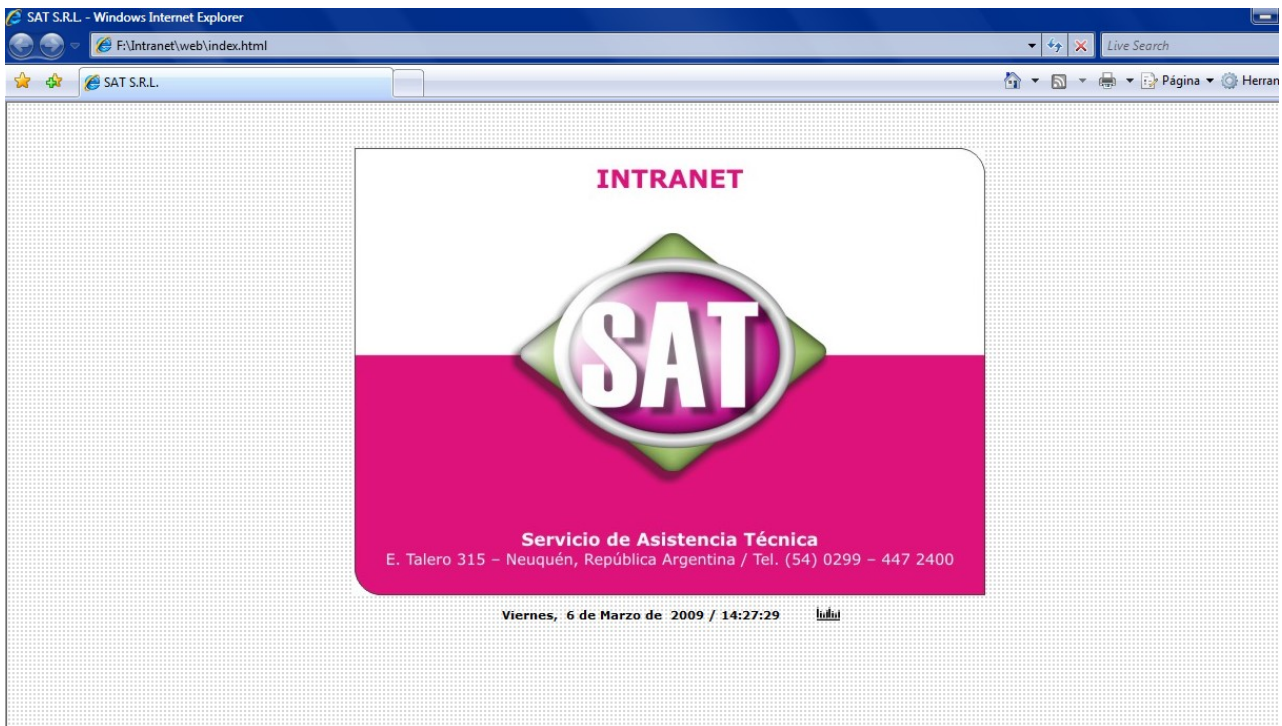 SAT S.R.L. - Windows Internet Explorer
F:\Intranet\web\index.html
Live Search
SAT S.R.L.
Página
Herran
INTRANET
SAT
Servicio de Asistencia Técnica
E. Talero 315 – Neuquén, República Argentina / Tel. (54) 0299 – 447 2400
Viernes, 6 de Marzo de 2009 / 14:27:29